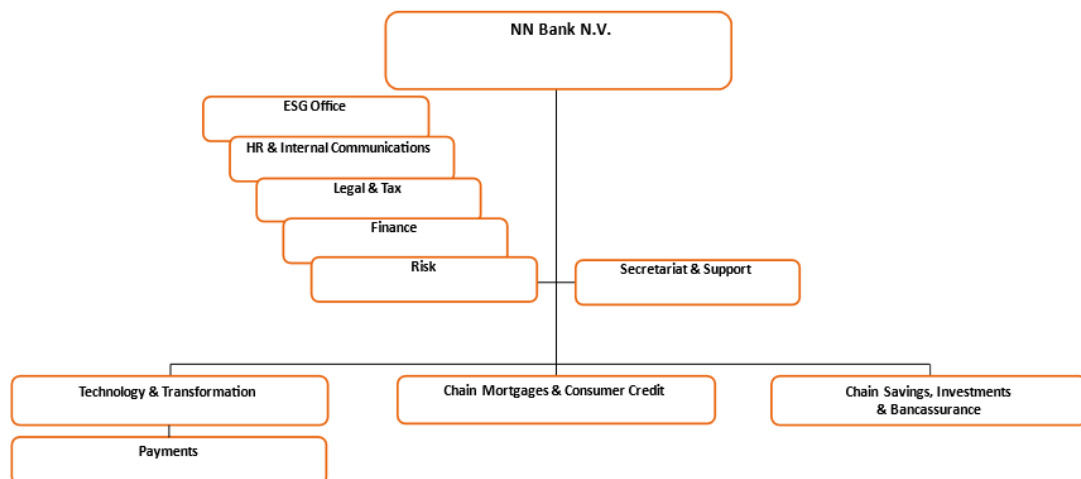 NN Bank N.V.
ESG Office
HR & Internal Communications
Legal & Tax
Finance
Risk
Secretariat & Support
Technology & Transformation
Chain Mortgages & Consumer Credit
Chain Savings, Investments
& Bancassurance
Payments